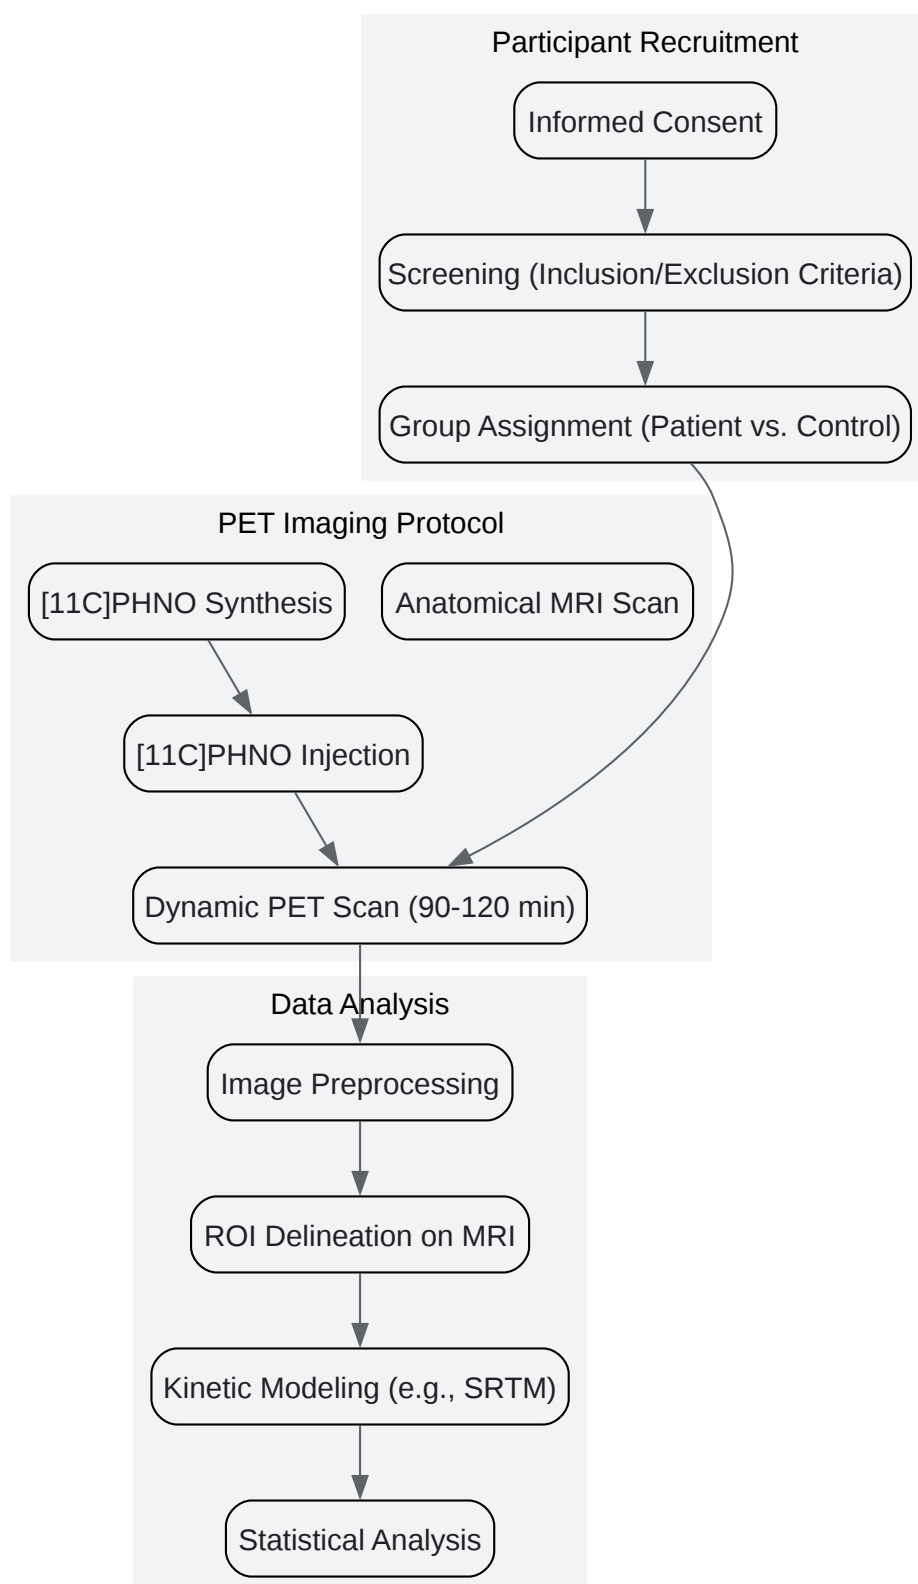 Participant Recruitment
Informed Consent
Screening (Inclusion/Exclusion Criteria)
Group Assignment (Patient vs. Control)
PET Imaging Protocol
[11C]PHNO Synthesis
Anatomical MRI Scan
[11C]PHNO Injection
Dynamic PET Scan (90-120 min)
Data Analysis
Image Preprocessing
ROI Delineation on MRI
Kinetic Modeling (e.g., SRTM)
Statistical Analysis